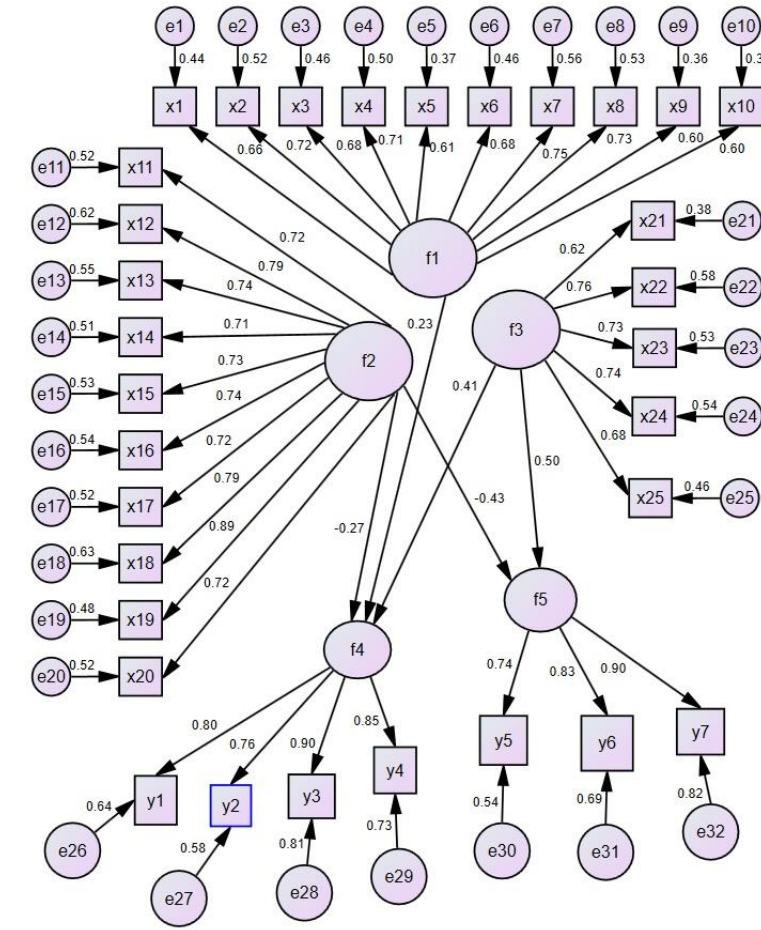 e1 e2 e3 e4 e5 e6 e7 e8 e9 e10
0.44 0.52 0.46 0.50 0.37 0.46 0.56 0.53 0.36 0.3
x1 x2 x3 x4 x5 x6 x7 x8 x9 x10
0.66 0.72 0.68 0.71 0.61 0.68 0.75 0.73 0.60 0.60
e11 0.52 x11
e12 0.62 x12
e13 0.55 x13
e14 0.51 x14
e15 0.53 x15
e16 0.54 x16
e17 0.52 x17
e18 0.63 x18
e19 0.48 x19
e20 0.52 x20
0.72
0.79
0.74
0.71
0.73
0.74
0.72
0.79
0.89
0.72
f1
f2
f3
0.23
0.41
0.50
-0.27
-0.43
0.62 x21 0.38 e21
0.76 x22 0.58 e22
0.73 x23 0.53 e23
0.74 x24 0.54 e24
0.68 x25 0.46 e25
f4
f5
0.80 0.76 0.90 0.85
0.74 0.83 0.90
y1 y2 y3 y4
y5 y6 y7
0.64 0.58 0.81 0.73
0.54 0.69 0.82
e26 e27 e28 e29
e30 e31 e32